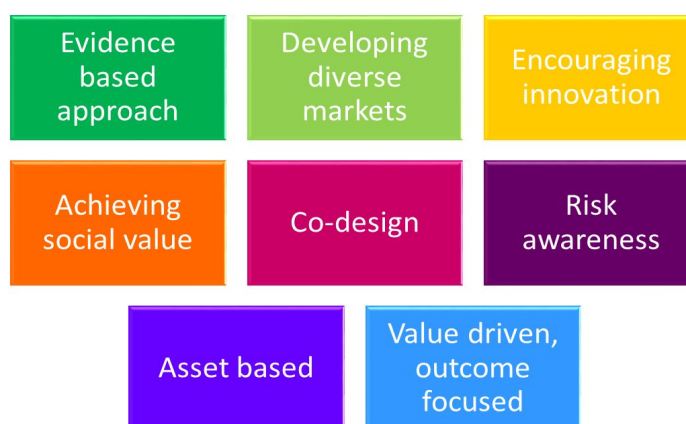 Evidence
based
approach
Developing
diverse
markets
Encouraging
innovation
Achieving
social value
Co-design
Risk
awareness
Asset based
Value driven,
outcome
focused